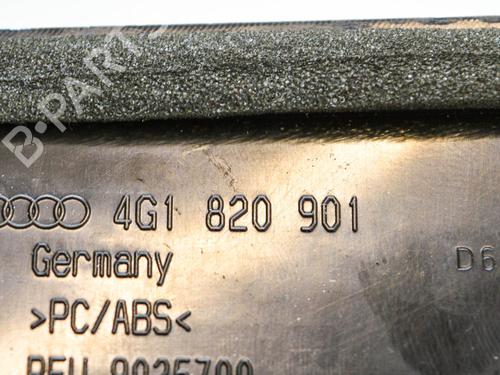 B-PARTS
4G1 820 901
Germany
D6
>PC/ABS<